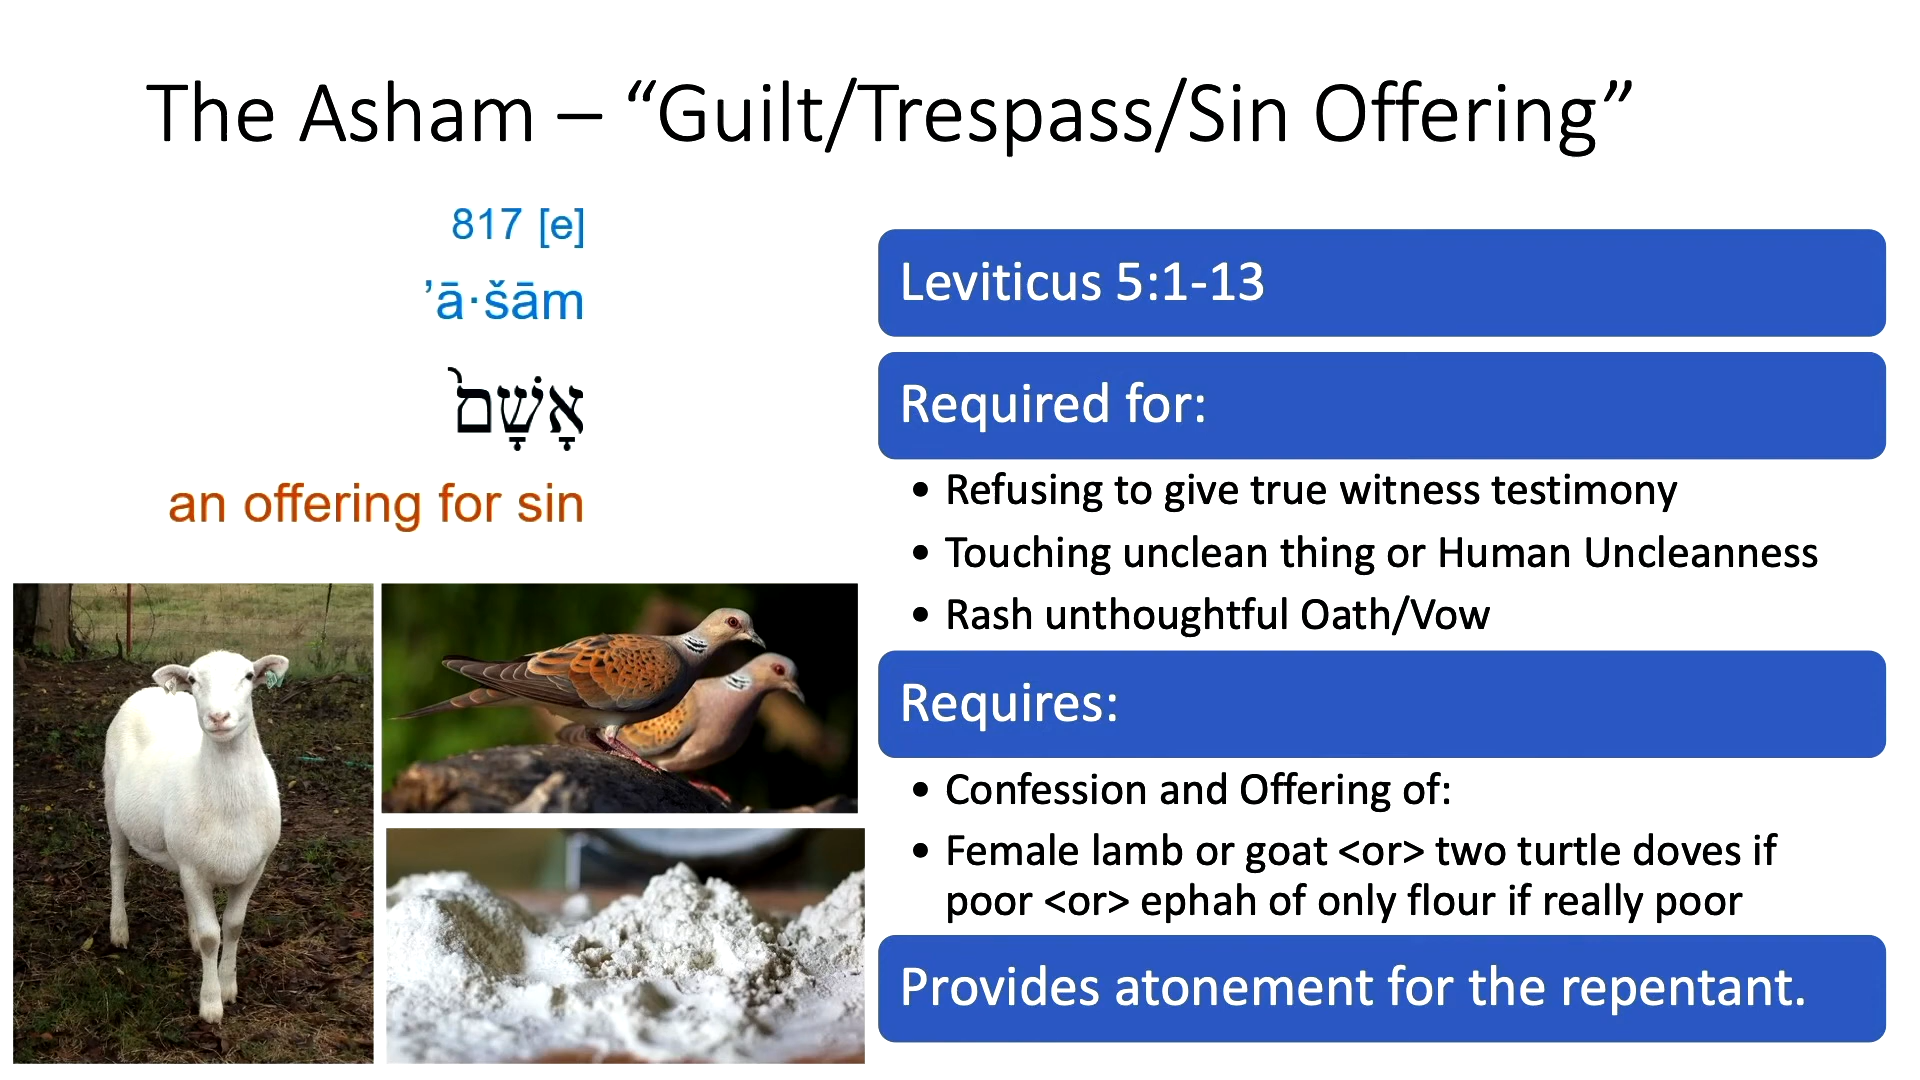 The Asham – “Guilt/Trespass/Sin Offering”
817 [e]
’ā·šām
אָשָׁם֙
an offering for sin
Leviticus 5:1-13
Required for:
• Refusing to give true witness testimony
• Touching unclean thing or Human Uncleanness
• Rash unthoughtful Oath/Vow
Requires:
• Confession and Offering of:
• Female lamb or goat <or> two turtle doves if
poor <or> ephah of only flour if really poor
Provides atonement for the repentant.